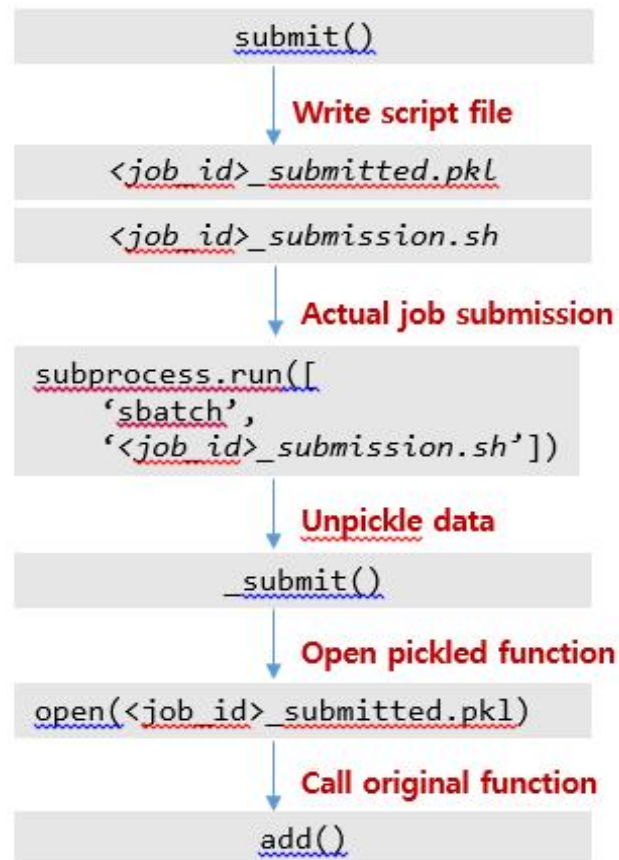 submit()
Write script file
<job_id>_submitted.pkl
<job_id>_submission.sh
Actual job submission
subprocess.run([
‘sbatch’,
‘<job_id>_submission.sh’])
Unpickle data
_submit()
Open pickled function
open(<job_id>_submitted.pkl)
Call original function
add()